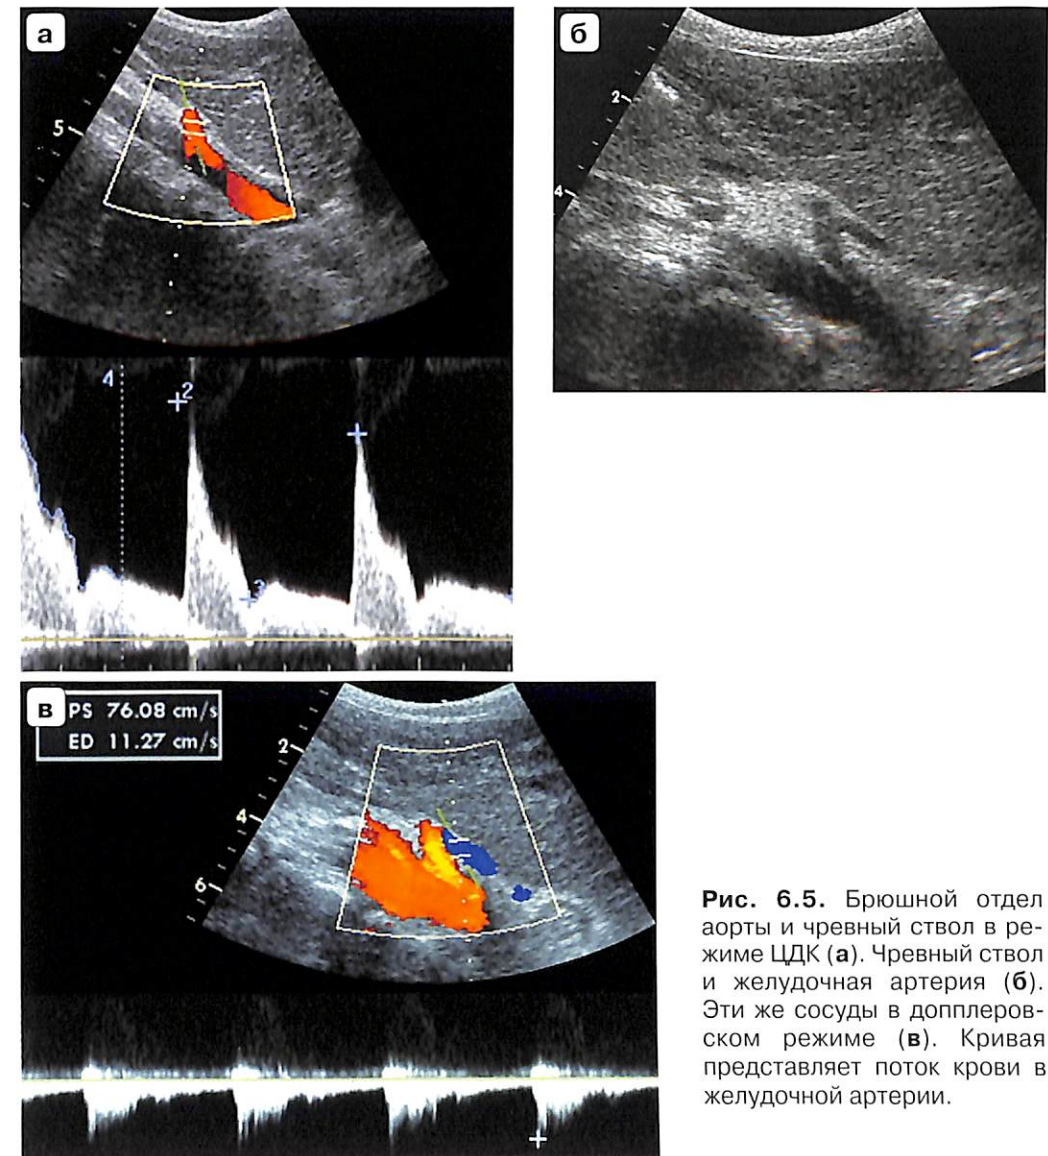 а
5
4
2
3
б
2
4
в
PS 76.08 cm/s
ED 11.27 cm/s
2
4
6
Рис. 6.5. Брюшной отдел
аорты и чревный ствол в ре-
жиме ЦДК (а). Чревный ствол
и желудочная артерия (б).
Эти же сосуды в допплеров-
ском режиме (в). Кривая
представляет поток крови в
желудочной артерии.